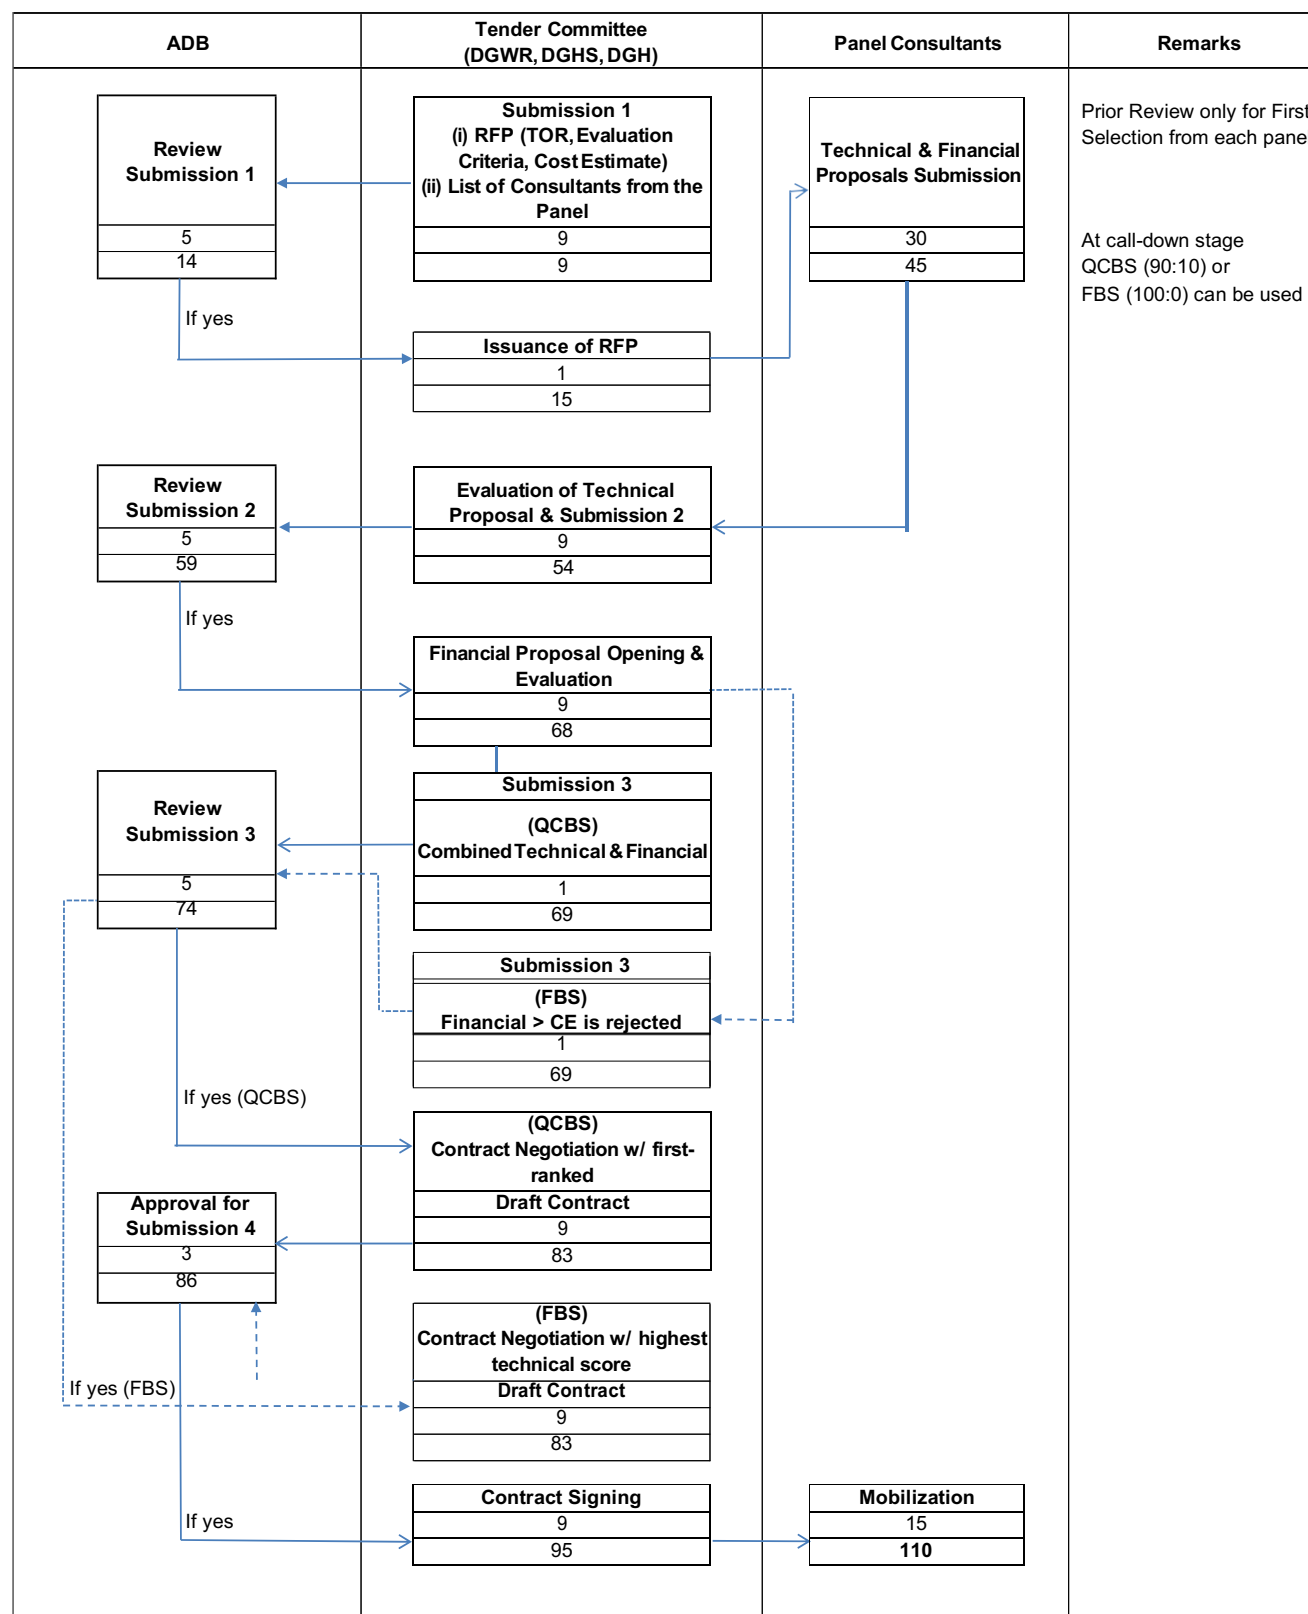 ADB
Tender Committee
(DGWR, DGHS, DGH)
Panel Consultants
Remarks
Review
Submission 1
5
14
Submission 1
(i) RFP (TOR, Evaluation
Criteria, Cost Estimate)
(ii) List of Consultants from the
Panel
9
9
Technical & Financial
Proposals Submission
30
45
Prior Review only for First
Selection from each pane
At call-down stage
QCBS (90:10) or
FBS (100:0) can be used
If yes
Issuance of RFP
1
15
Review
Submission 2
5
59
Evaluation of Technical
Proposal & Submission 2
9
54
If yes
Financial Proposal Opening &
Evaluation
9
68
Review
Submission 3
5
74
Submission 3
(QCBS)
Combined Technical & Financial
1
69
Submission 3
(FBS)
Financial > CE is rejected
1
69
If yes (QCBS)
(QCBS)
Contract Negotiation w/ first-
ranked
Draft Contract
9
83
Approval for
Submission 4
3
86
(FBS)
Contract Negotiation w/ highest
technical score
Draft Contract
9
83
If yes (FBS)
If yes
Contract Signing
9
95
Mobilization
15
110